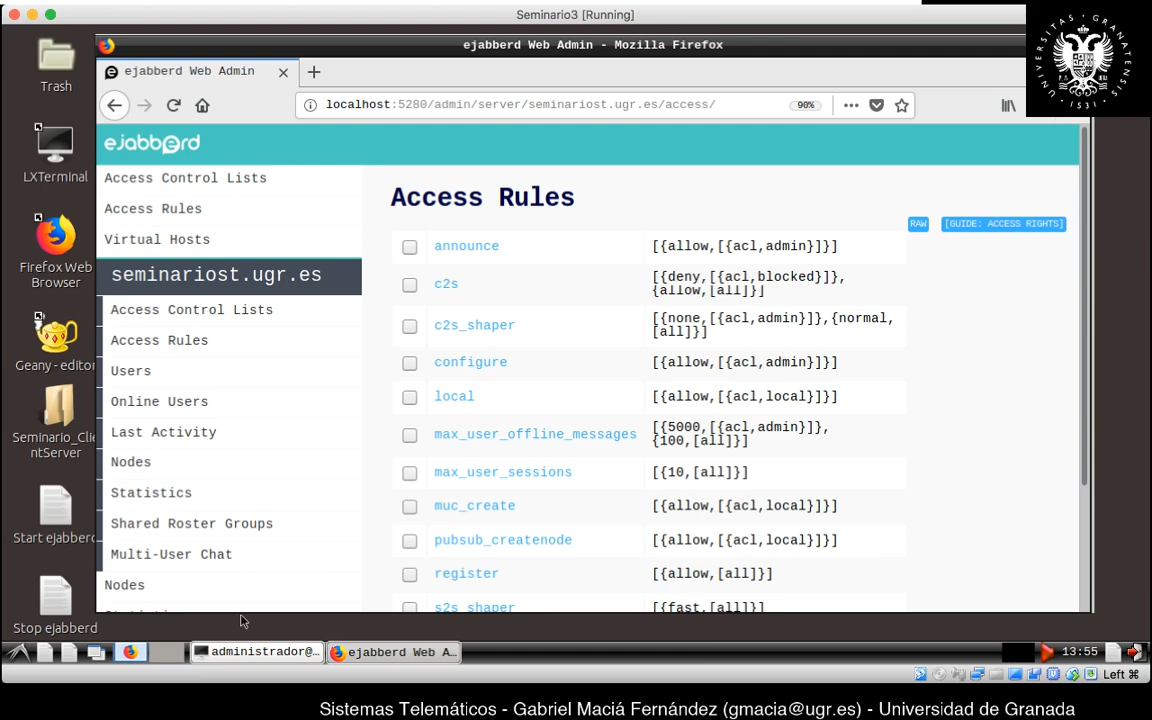 Seminario3 [Running]
UNIVERSITAS GRANATENSIS
1531
Trash
LXTerminal
Firefox Web
Browser
Geany - editor
Seminario_Clie
ntServer
Start ejabberd
Stop ejabberd
ejabberd Web Admin - Mozilla Firefox
ejabberd Web Admin
localhost:5280/admin/server/seminariost.ugr.es/access/
90%
ejabberd
Access Control Lists
Access Rules
Virtual Hosts
seminariost.ugr.es
Access Control Lists
Access Rules
Users
Online Users
Last Activity
Nodes
Statistics
Shared Roster Groups
Multi-User Chat
Nodes
Access Rules
RAW [GUIDE: ACCESS RIGHTS]
announce [{allow,[{acl,admin}]}]
c2s [{deny,[{acl,blocked}]},
{allow,[all]}]
c2s_shaper [{none,[{acl,admin}]},{normal,
[all]}]
configure [{allow,[{acl,admin}]}]
local [{allow,[{acl,local}]}]
max_user_offline_messages [{5000,[{acl,admin}]},
{100,[all]}]
max_user_sessions [{10,[all]}]
muc_create [{allow,[{acl,local}]}]
pubsub_createnode [{allow,[{acl,local}]}]
register [{allow,[all]}]
s2s_shaper [{fast,[all]}]
administrador@...
ejabberd Web A...
13:55
Left ⌘
Sistemas Telemáticos - Gabriel Maciá Fernández (gmacia@ugr.es) - Universidad de Granada